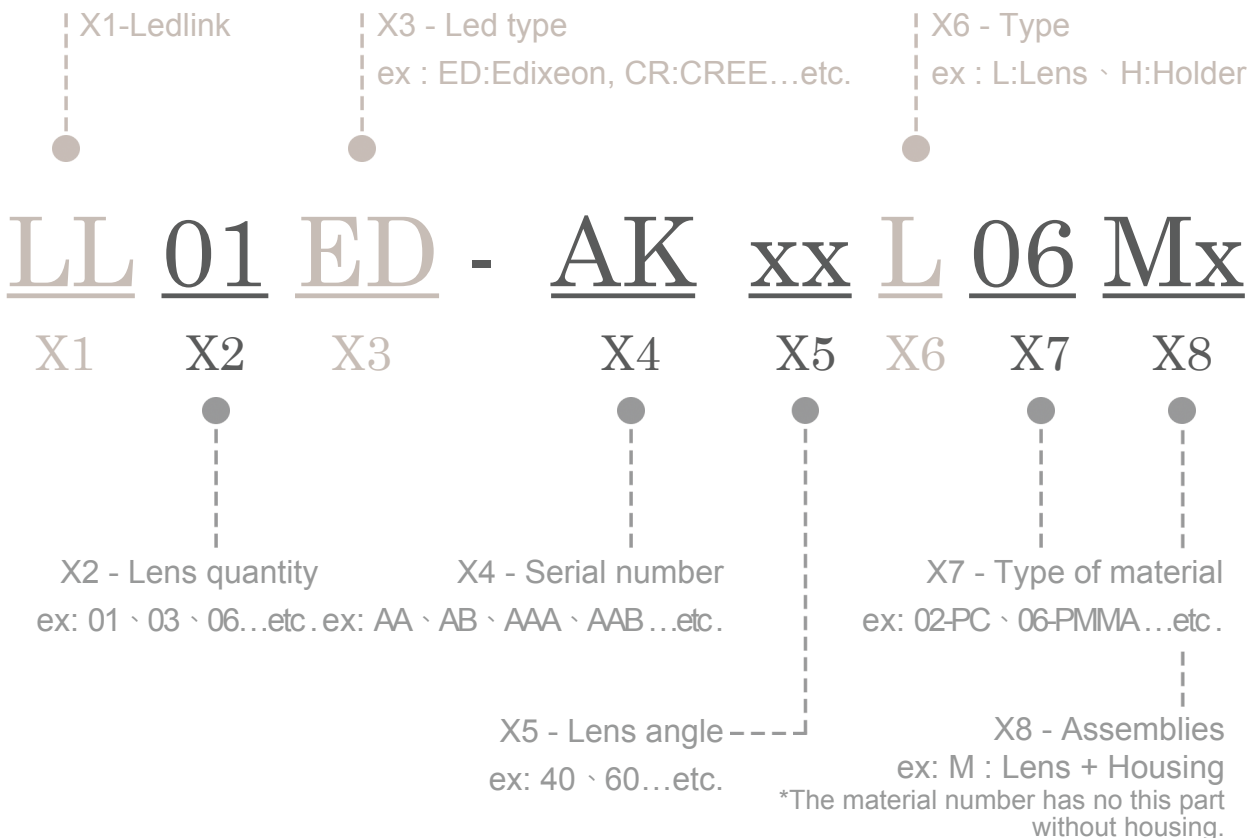 X1-Ledlink
X3 - Led type
ex : ED:Edixeon, CR:CREE…etc.
X6 - Type
ex : L:Lens、H:Holder
LL 01 ED - AK xx L 06 Mx
X1 X2 X3 X4 X5 X6 X7 X8
X2 - Lens quantity
ex: 01、03、06…etc.
X4 - Serial number
ex: AA、AB、AAA、AAB…etc.
X7 - Type of material
ex: 02-PC、06-PMMA…etc.
X5 - Lens angle
ex: 40、60…etc.
X8 - Assemblies
ex: M : Lens + Housing
*The material number has no this part
without housing.